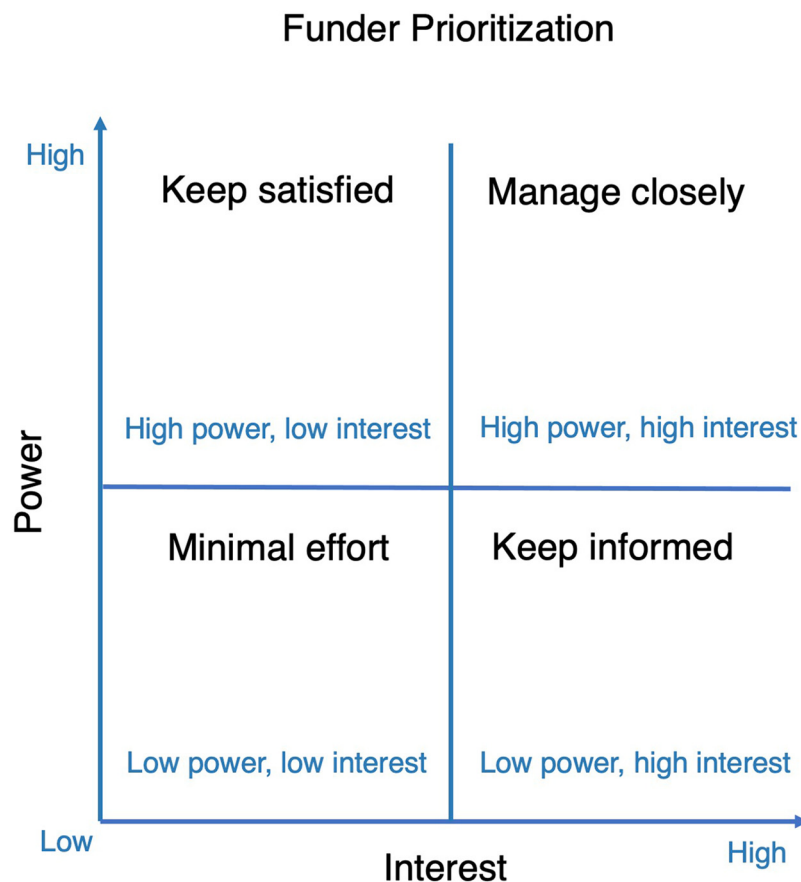 Funder Prioritization
High
Keep satisfied
Manage closely
High power, low interest
High power, high interest
Power
Minimal effort
Keep informed
Low power, low interest
Low power, high interest
Low
High
Interest